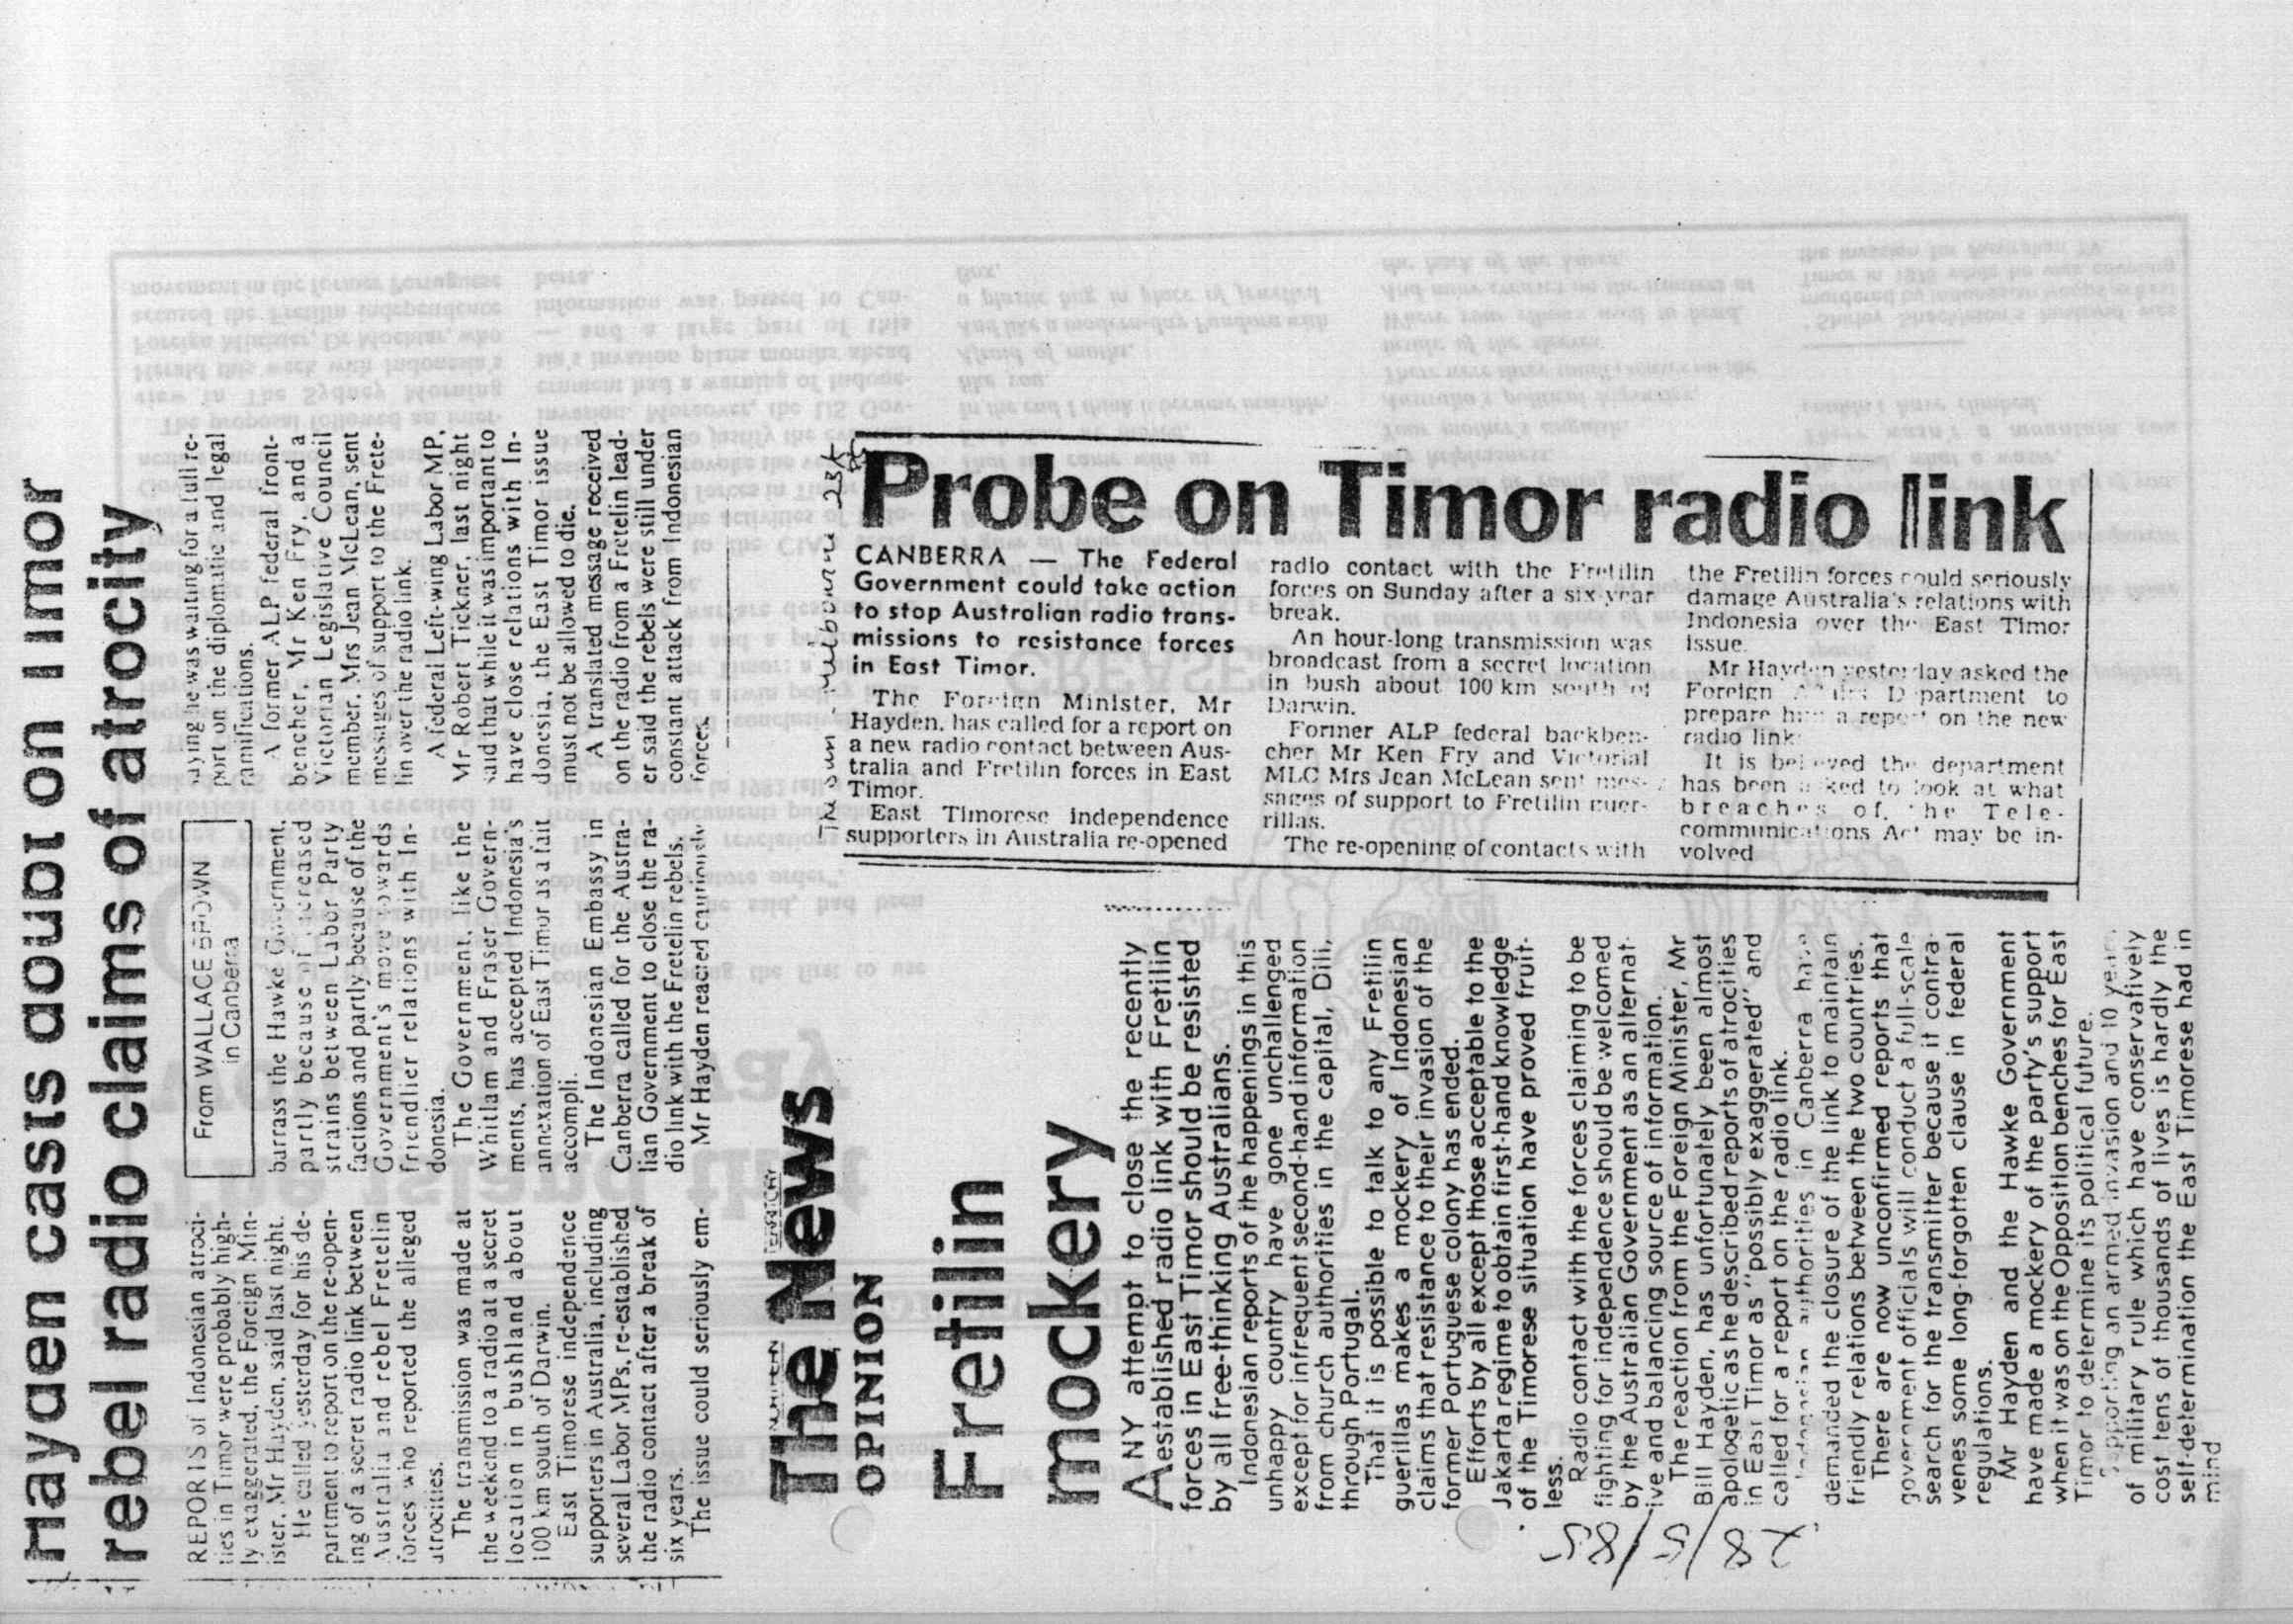 Hayden casts doubt on Timor
rebel radio claims of atrocity
From WALLACE BROWN
in Canberra
REPORTS of Indonesian atroci-
ties in Timor were probably high-
ly exaggerated, the Foreign Min-
ister, Mr Hayden, said last night.
He called yesterday for his de-
partment to report on the re-open-
ing of a secret radio link between
Australia and rebel Fretelin
forces who reported the alleged
atrocities.
The transmission was made at
the weekend to a radio at a secret
location in bushland about
100 km south of Darwin.
East Timorese independence
supporters in Australia, including
several Labor MPs, re-established
the radio contact after a break of
six years.
The issue could seriously em-
barrass the Hawke Government,
partly because of increased
strains between Labor Party
factions and partly because of the
Government's move towards
friendlier relations with In-
donesia.
The Government, like the
Whitlam and Fraser Govern-
ments, has accepted Indonesia's
annexation of East Timor as a fait
accompli.
The Indonesian Embassy in
Canberra called for the Austra-
lian Government to close the ra-
dio link with the Fretelin rebels.
Mr Hayden reacted cautiously
saying he was waiting for a full re-
port on the diplomatic and legal
ramifications.
A former ALP federal front-
bencher, Mr Ken Fry, and a
Victorian Legislative Council
member, Mrs Jean McLean, sent
messages of support to the Frete-
lin over the radio link.
A federal Left-wing Labor MP,
Mr Robert Tickner, last night
said that while it was important to
have close relations with In-
donesia, the East Timor issue
must not be allowed to die.
A translated message received
on the radio from a Fretelin lead-
er said the rebels were still under
constant attack from Indonesian
forces.
The Sun - Melbourne 23/5
Probe on Timor radio link
CANBERRA — The Federal
Government could take action
to stop Australian radio trans-
missions to resistance forces
in East Timor.
The Foreign Minister, Mr
Hayden, has called for a report on
a new radio contact between Aus-
tralia and Fretilin forces in East
Timor.
East Timorese independence
supporters in Australia re-opened
radio contact with the Fretilin
forces on Sunday after a six-year
break.
An hour-long transmission was
broadcast from a secret location
in bush about 100 km south of
Darwin.
Former ALP federal backben-
cher Mr Ken Fry and Victorial
MLC Mrs Jean McLean sent mes-
sages of support to Fretilin guer-
rillas.
The re-opening of contacts with
the Fretilin forces could seriously
damage Australia's relations with
Indonesia over the East Timor
issue.
Mr Hayden yesterday asked the
Foreign Affairs Department to
prepare him a report on the new
radio link.
It is believed the department
has been asked to look at what
breaches of the Tele-
communications Act may be in-
volved
NORTHERN TERRITORY
The News
OPINION
Fretilin
mockery
ANY attempt to close the recently
established radio link with Fretilin
forces in East Timor should be resisted
by all free-thinking Australians.
Indonesian reports of the happenings in this
unhappy country have gone unchallenged
except for infrequent second-hand information
from church authorities in the capital, Dili,
through Portugal.
That it is possible to talk to any Fretilin
guerillas makes a mockery of Indonesian
claims that resistance to their invasion of the
former Portuguese colony has ended.
Efforts by all except those acceptable to the
Jakarta regime to obtain first-hand knowledge
of the Timorese situation have proved fruit-
less.
Radio contact with the forces claiming to be
fighting for independence should be welcomed
by the Australian Government as an alternat-
ive and balancing source of information.
The reaction from the Foreign Minister, Mr
Bill Hayden, has unfortunately been almost
apologetic as he described reports of atrocities
in East Timor as "possibly exaggerated" and
called for a report on the radio link.
Indonesian authorities in Canberra have
demanded the closure of the link to maintain
friendly relations between the two countries.
There are now unconfirmed reports that
government officials will conduct a full-scale
search for the transmitter because it contra-
venes some long-forgotten clause in federal
regulations.
Mr Hayden and the Hawke Government
have made a mockery of the party's support
when it was on the Opposition benches for East
Timor to determine its political future.
Supporting an armed invasion and 10 years
of military rule which have conservatively
cost tens of thousands of lives is hardly the
self-determination the East Timorese had in
mind
28/5/85